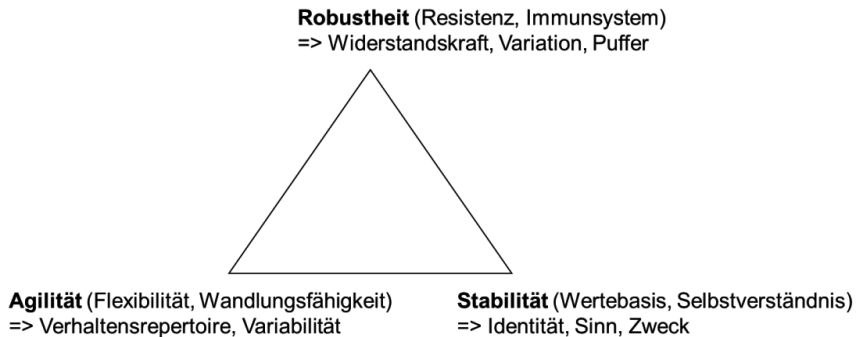 Robustheit (Resistenz, Immunsystem)
=> Widerstandskraft, Variation, Puffer
Agilität (Flexibilität, Wandlungsfähigkeit)
=> Verhaltensrepertoire, Variabilität
Stabilität (Wertebasis, Selbstverständnis)
=> Identität, Sinn, Zweck